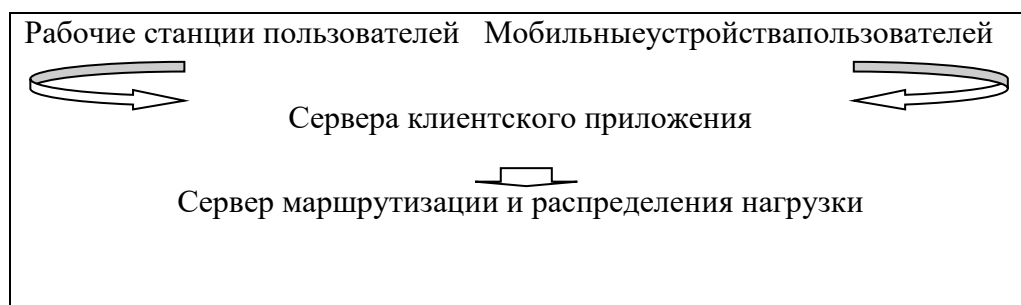 Рабочие станции пользователей Мобильныеустройствапользователей
Сервера клиентского приложения
Сервер маршрутизации и распределения нагрузки